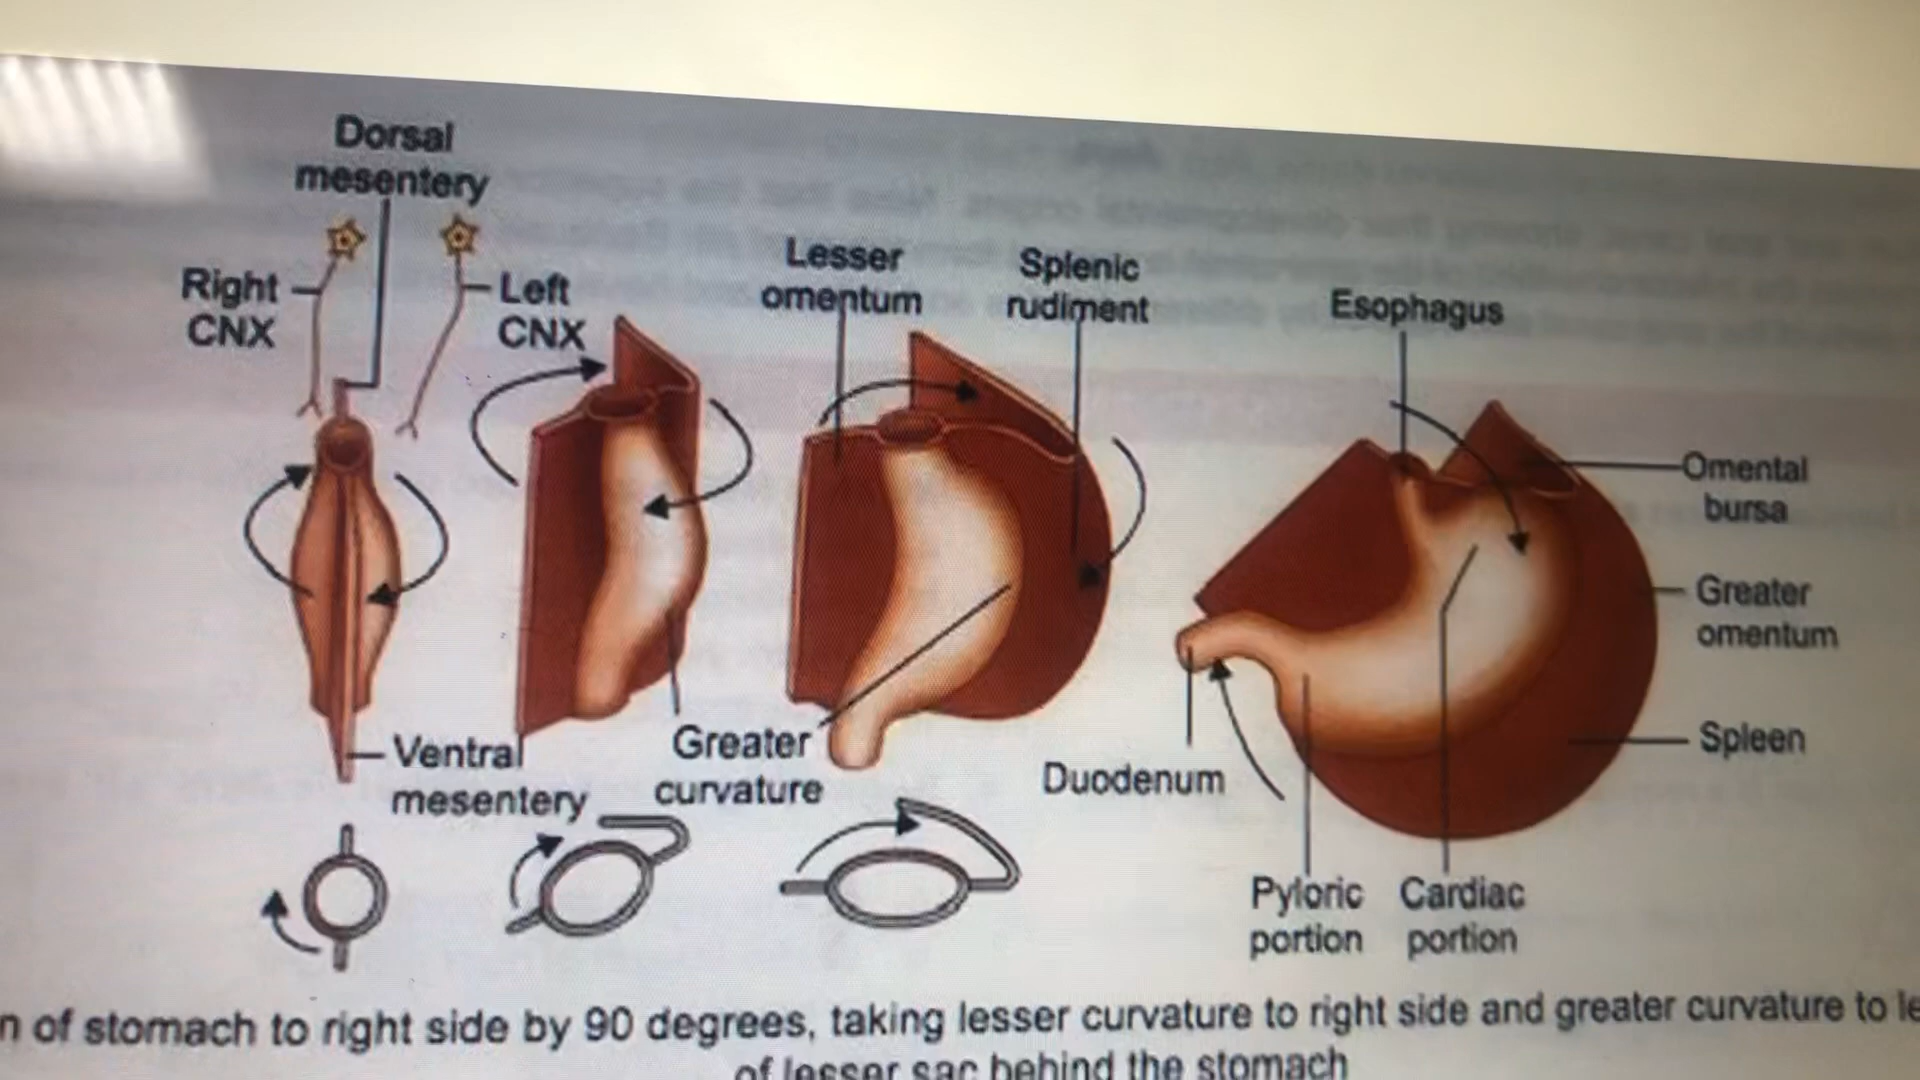 Dorsal
mesentery
Right
CNX
Left
CNX
Lesser
omentum
Splenic
rudiment
Esophagus
Omental
bursa
Greater
omentum
Spleen
Ventral
mesentery
Greater
curvature
Duodenum
Pyloric
portion
Cardiac
portion
n of stomach to right side by 90 degrees, taking lesser curvature to right side and greater curvature to le
of lesser sac behind the stomach